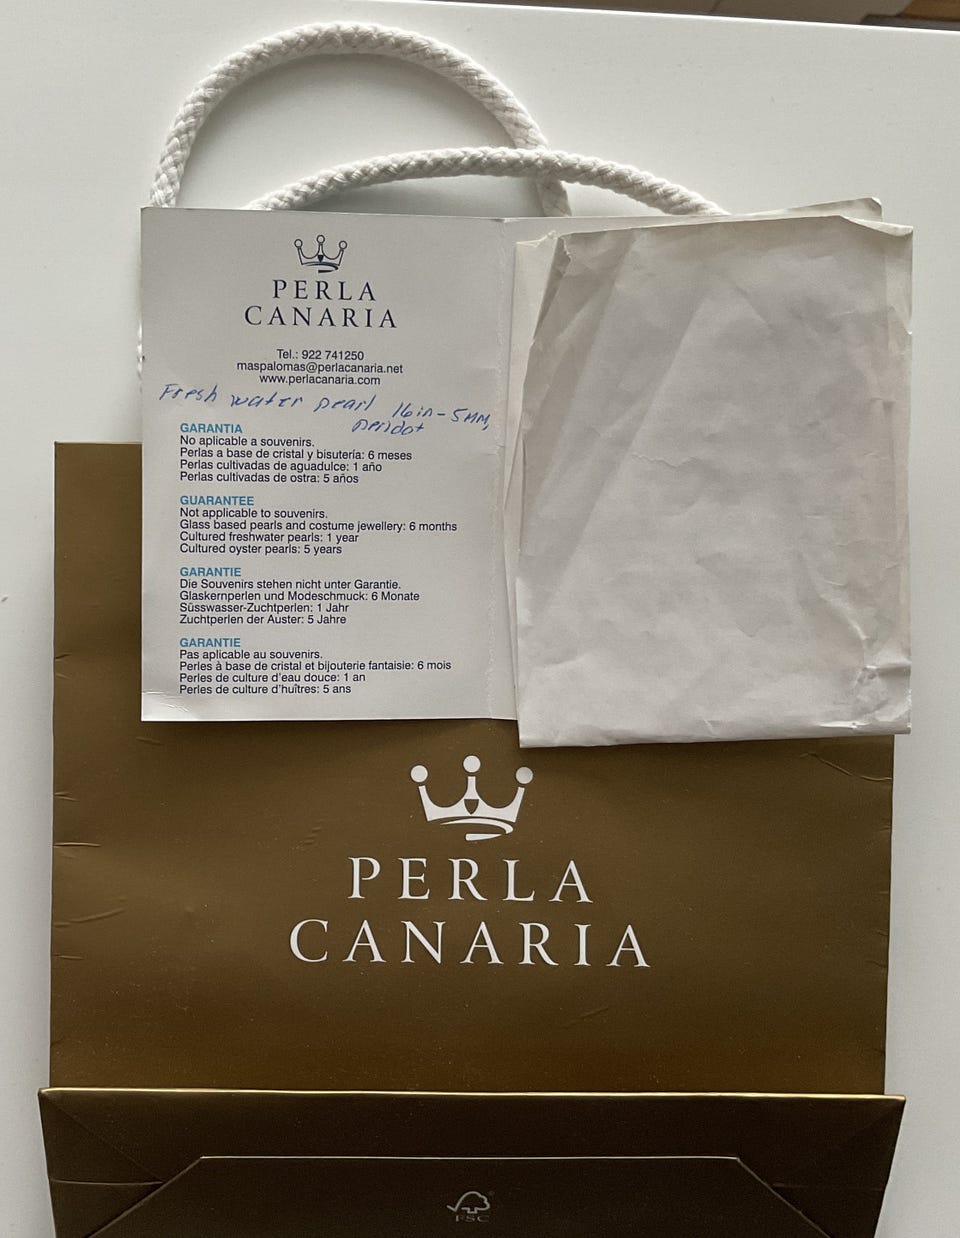 PERLA
CANARIA
Tel.: 922 741250
maspalomas@perlacanaria.net
www.perlacanaria.com
Fresh water pearl 16in-5MM,
peridot
GARANTIA
No aplicable a souvenirs.
Perlas a base de cristal y bisutería: 6 meses
Perlas cultivadas de aguadulce: 1 año
Perlas cultivadas de ostra: 5 años
GUARANTEE
Not applicable to souvenirs.
Glass based pearls and costume jewellery: 6 months
Cultured freshwater pearls: 1 year
Cultured oyster pearls: 5 years
GARANTIE
Die Souvenirs stehen nicht unter Garantie.
Glaskernperlen und Modeschmuck: 6 Monate
Süsswasser-Zuchtperlen: 1 Jahr
Zuchtperlen der Auster: 5 Jahre
GARANTIE
Pas aplicable au souvenirs.
Perles à base de cristal et bijouterie fantaisie: 6 mois
Perles de culture d'eau douce: 1 an
Perles de culture d'huîtres: 5 ans
PERLA
CANARIA
FSC